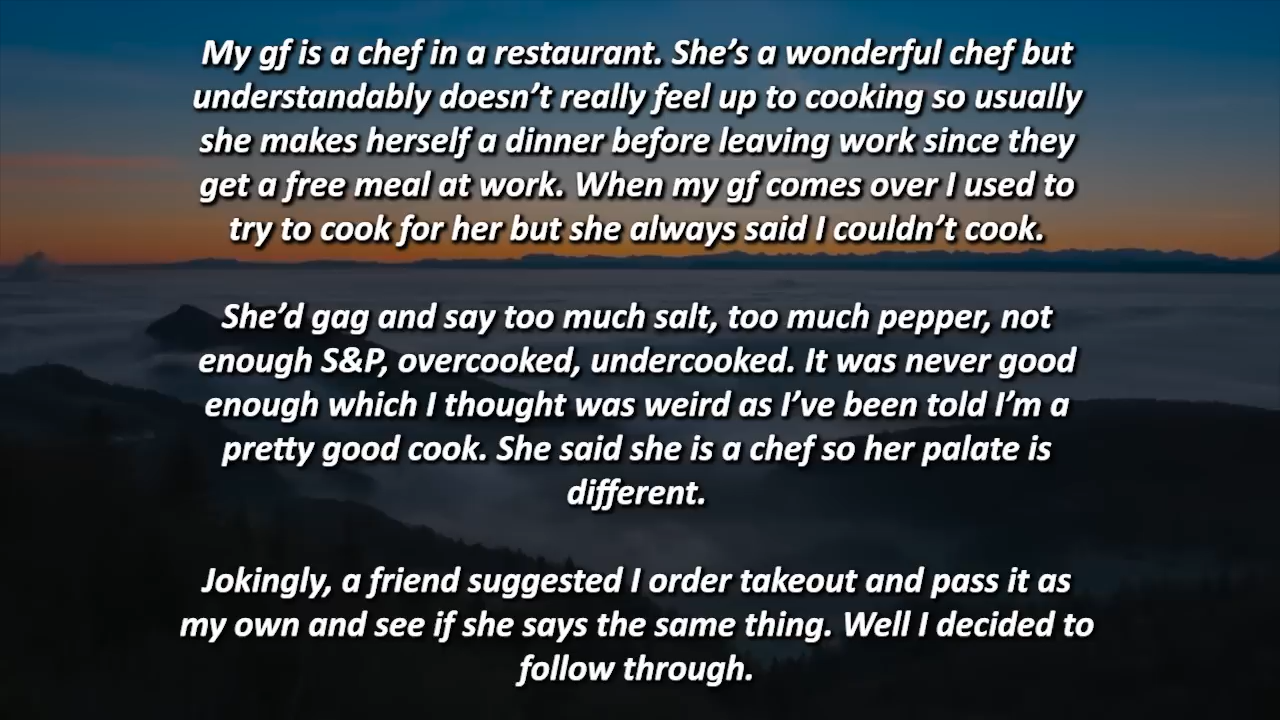 My gf is a chef in a restaurant. She’s a wonderful chef but
understandably doesn’t really feel up to cooking so usually
she makes herself a dinner before leaving work since they
get a free meal at work. When my gf comes over I used to
try to cook for her but she always said I couldn’t cook.
She’d gag and say too much salt, too much pepper, not
enough S&P, overcooked, undercooked. It was never good
enough which I thought was weird as I’ve been told I’m a
pretty good cook. She said she is a chef so her palate is
different.
Jokingly, a friend suggested I order takeout and pass it as
my own and see if she says the same thing. Well I decided to
follow through.